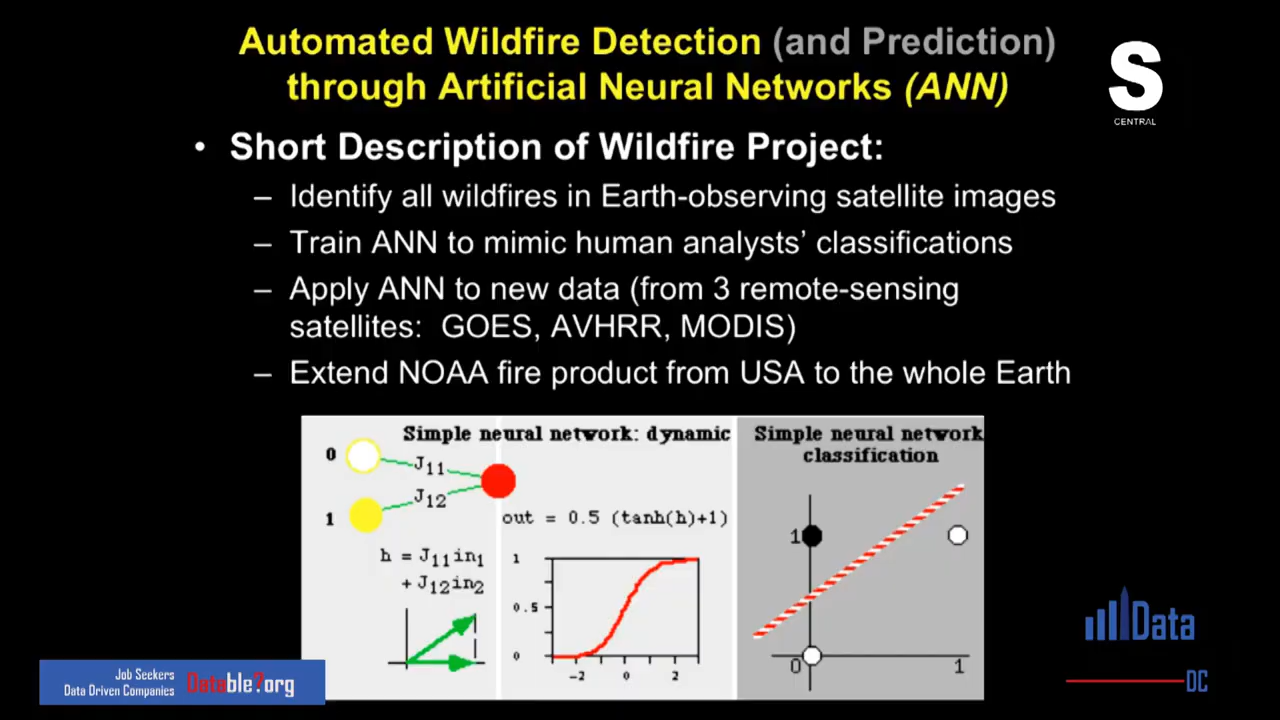 Automated Wildfire Detection (and Prediction)
through Artificial Neural Networks (ANN)
S
CENTRAL
• Short Description of Wildfire Project:
– Identify all wildfires in Earth-observing satellite images
– Train ANN to mimic human analysts’ classifications
– Apply ANN to new data (from 3 remote-sensing
satellites: GOES, AVHRR, MODIS)
– Extend NOAA fire product from USA to the whole Earth
Simple neural network: dynamic
0
J11
J12
1
out = 0.5 (tanh(h)+1)
h = J11in1
+ J12in2
1
0.5
0
-2 0 2
Simple neural network
classification
1
0 1
Job Seekers
Data Driven Companies
Datable?org
Data
DC